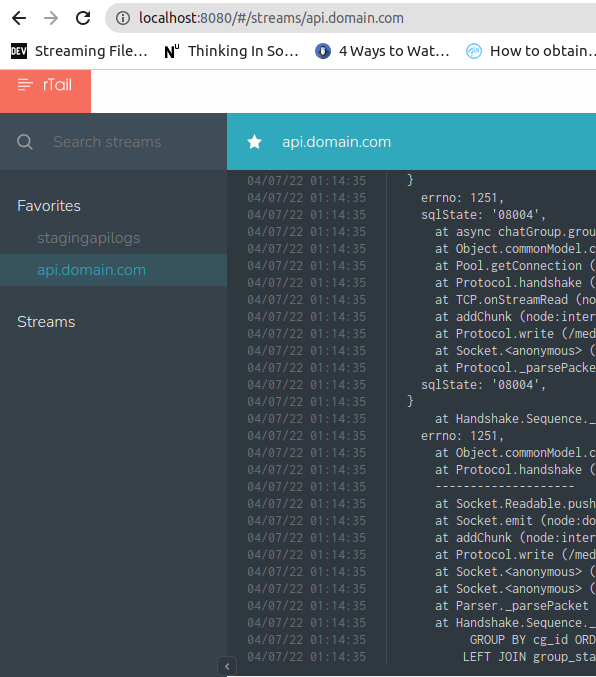 localhost:8080/#/streams/api.domain.com
DEV Streaming File... N Thinking In So... 4 Ways to Wat... How to obtain...
rTail
Search streams
Favorites
stagingapilogs
api.domain.com
Streams
api.domain.com
04/07/22 01:14:35 }
04/07/22 01:14:35 errno: 1251,
04/07/22 01:14:35 sqlState: '08004',
04/07/22 01:14:35 at async chatGroup.grou
04/07/22 01:14:35 at Object.commonModel.c
04/07/22 01:14:35 at Pool.getConnection (
04/07/22 01:14:35 at Protocol.handshake (
04/07/22 01:14:35 at TCP.onStreamRead (no
04/07/22 01:14:35 at addChunk (node:inter
04/07/22 01:14:35 at Protocol.write (/med
04/07/22 01:14:35 at Socket.<anonymous> (
04/07/22 01:14:35 at Protocol._parsePacke
04/07/22 01:14:35 sqlState: '08004',
04/07/22 01:14:35 }
04/07/22 01:14:35 at Handshake.Sequence._
04/07/22 01:14:35 errno: 1251,
04/07/22 01:14:35 at Object.commonModel.c
04/07/22 01:14:35 at Protocol.handshake (
04/07/22 01:14:35 --------------------
04/07/22 01:14:35 at Socket.Readable.push
04/07/22 01:14:35 at Socket.emit (node:do
04/07/22 01:14:35 at addChunk (node:inter
04/07/22 01:14:35 at Protocol.write (/med
04/07/22 01:14:35 at Socket.<anonymous> (
04/07/22 01:14:35 at Socket.<anonymous> (
04/07/22 01:14:35 at Parser._parsePacket
04/07/22 01:14:35 at Handshake.Sequence._
04/07/22 01:14:35 GROUP BY cg_id ORD
04/07/22 01:14:35 LEFT JOIN group_sta